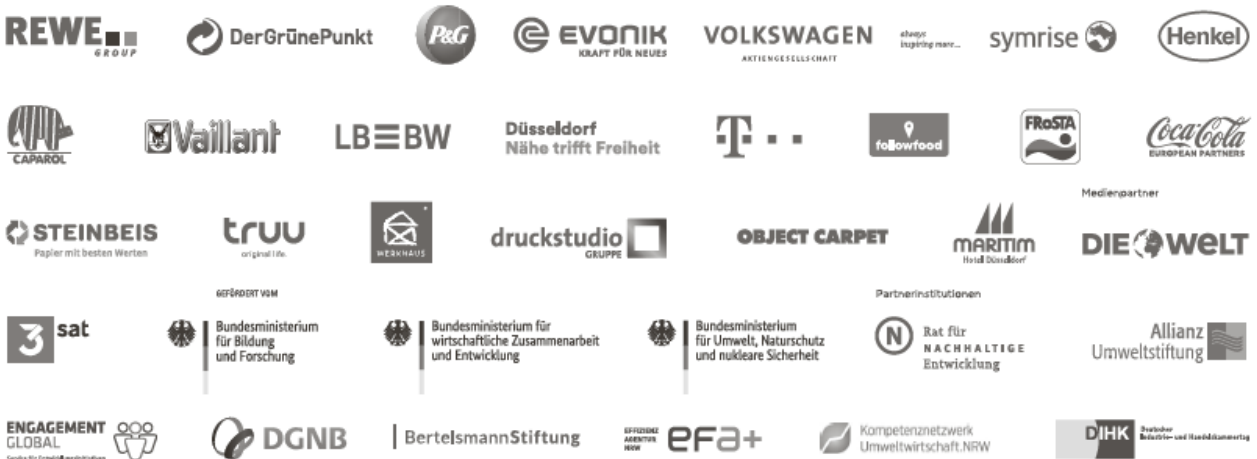 REWE
GROUP
DerGrünePunkt
P&G
EVONIK
KRAFT FÜR NEUES
VOLKSWAGEN
AKTIENGESELLSCHAFT
always
inspiring more...
symrise
Henkel
CAPAROL
Vaillant
LBBW
Düsseldorf
Nähe trifft Freiheit
T
followfood
FRoSTA
Coca-Cola
EUROPEAN PARTNERS
STEINBEIS
Papier mit besten Werten
truu
original life.
WERKHAUS
druckstudio
GRUPPE
OBJECT CARPET
MARITIM
Hotel Düsseldorf
Medienpartner
DIE WELT
3sat
GEFÖRDERT VOM
Bundesministerium
für Bildung
und Forschung
Bundesministerium für
wirtschaftliche Zusammenarbeit
und Entwicklung
Bundesministerium
für Umwelt, Naturschutz
und nukleare Sicherheit
Partnerinstitutionen
N
Rat für
NACHHALTIGE
Entwicklung
Allianz
Umweltstiftung
ENGAGEMENT
GLOBAL
DGNB
BertelsmannStiftung
EFFIZIENZ
AGENTUR
NRW
efa+
Kompetenznetzwerk
Umweltwirtschaft.NRW
DIHK
Deutscher
Industrie- und Handelskammertag